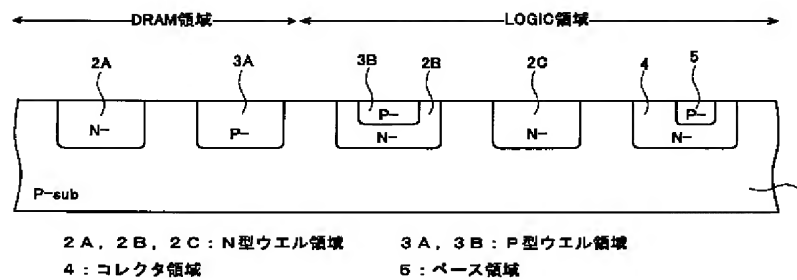 DRAM領域 LOGIC領域
2A 3A 3B 2B 2C 4 5
P- P-
N- P- N- N- N-
P-sub
2A,2B,2C:N型ウエル領域 3A,3B:P型ウエル領域
4:コレクタ領域 5:ベース領域